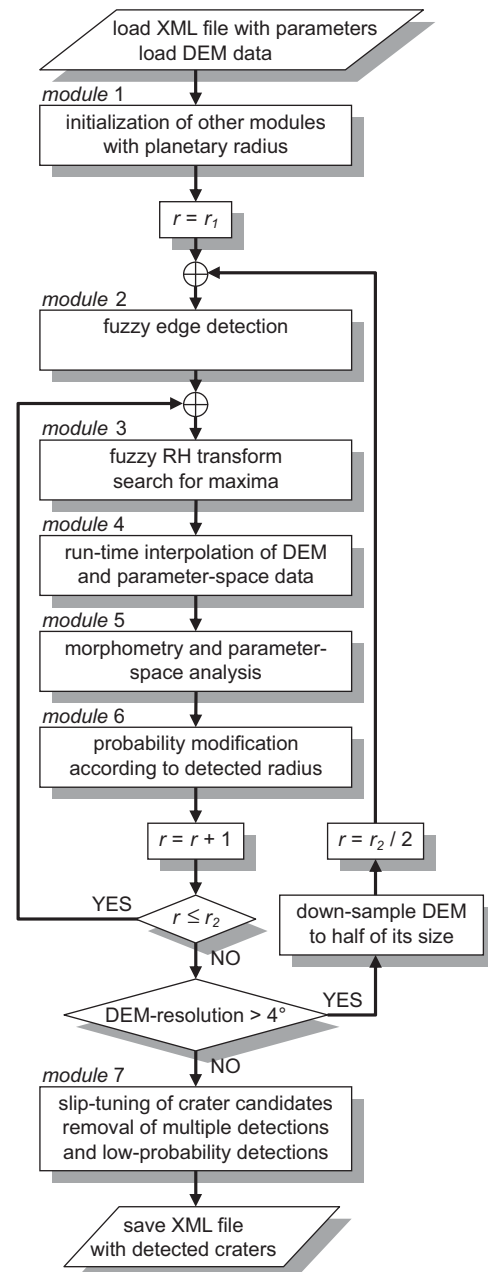 load XML file with parameters
load DEM data
module 1
initialization of other modules
with planetary radius
r = r1
module 2
fuzzy edge detection
module 3
fuzzy RH transform
search for maxima
module 4
run-time interpolation of DEM
and parameter-space data
module 5
morphometry and parameter-
space analysis
module 6
probability modification
according to detected radius
r = r + 1
r = r2 / 2
YES
r ≤ r2
down-sample DEM
to half of its size
NO
DEM-resolution > 4°
YES
NO
module 7
slip-tuning of crater candidates
removal of multiple detections
and low-probability detections
save XML file
with detected craters